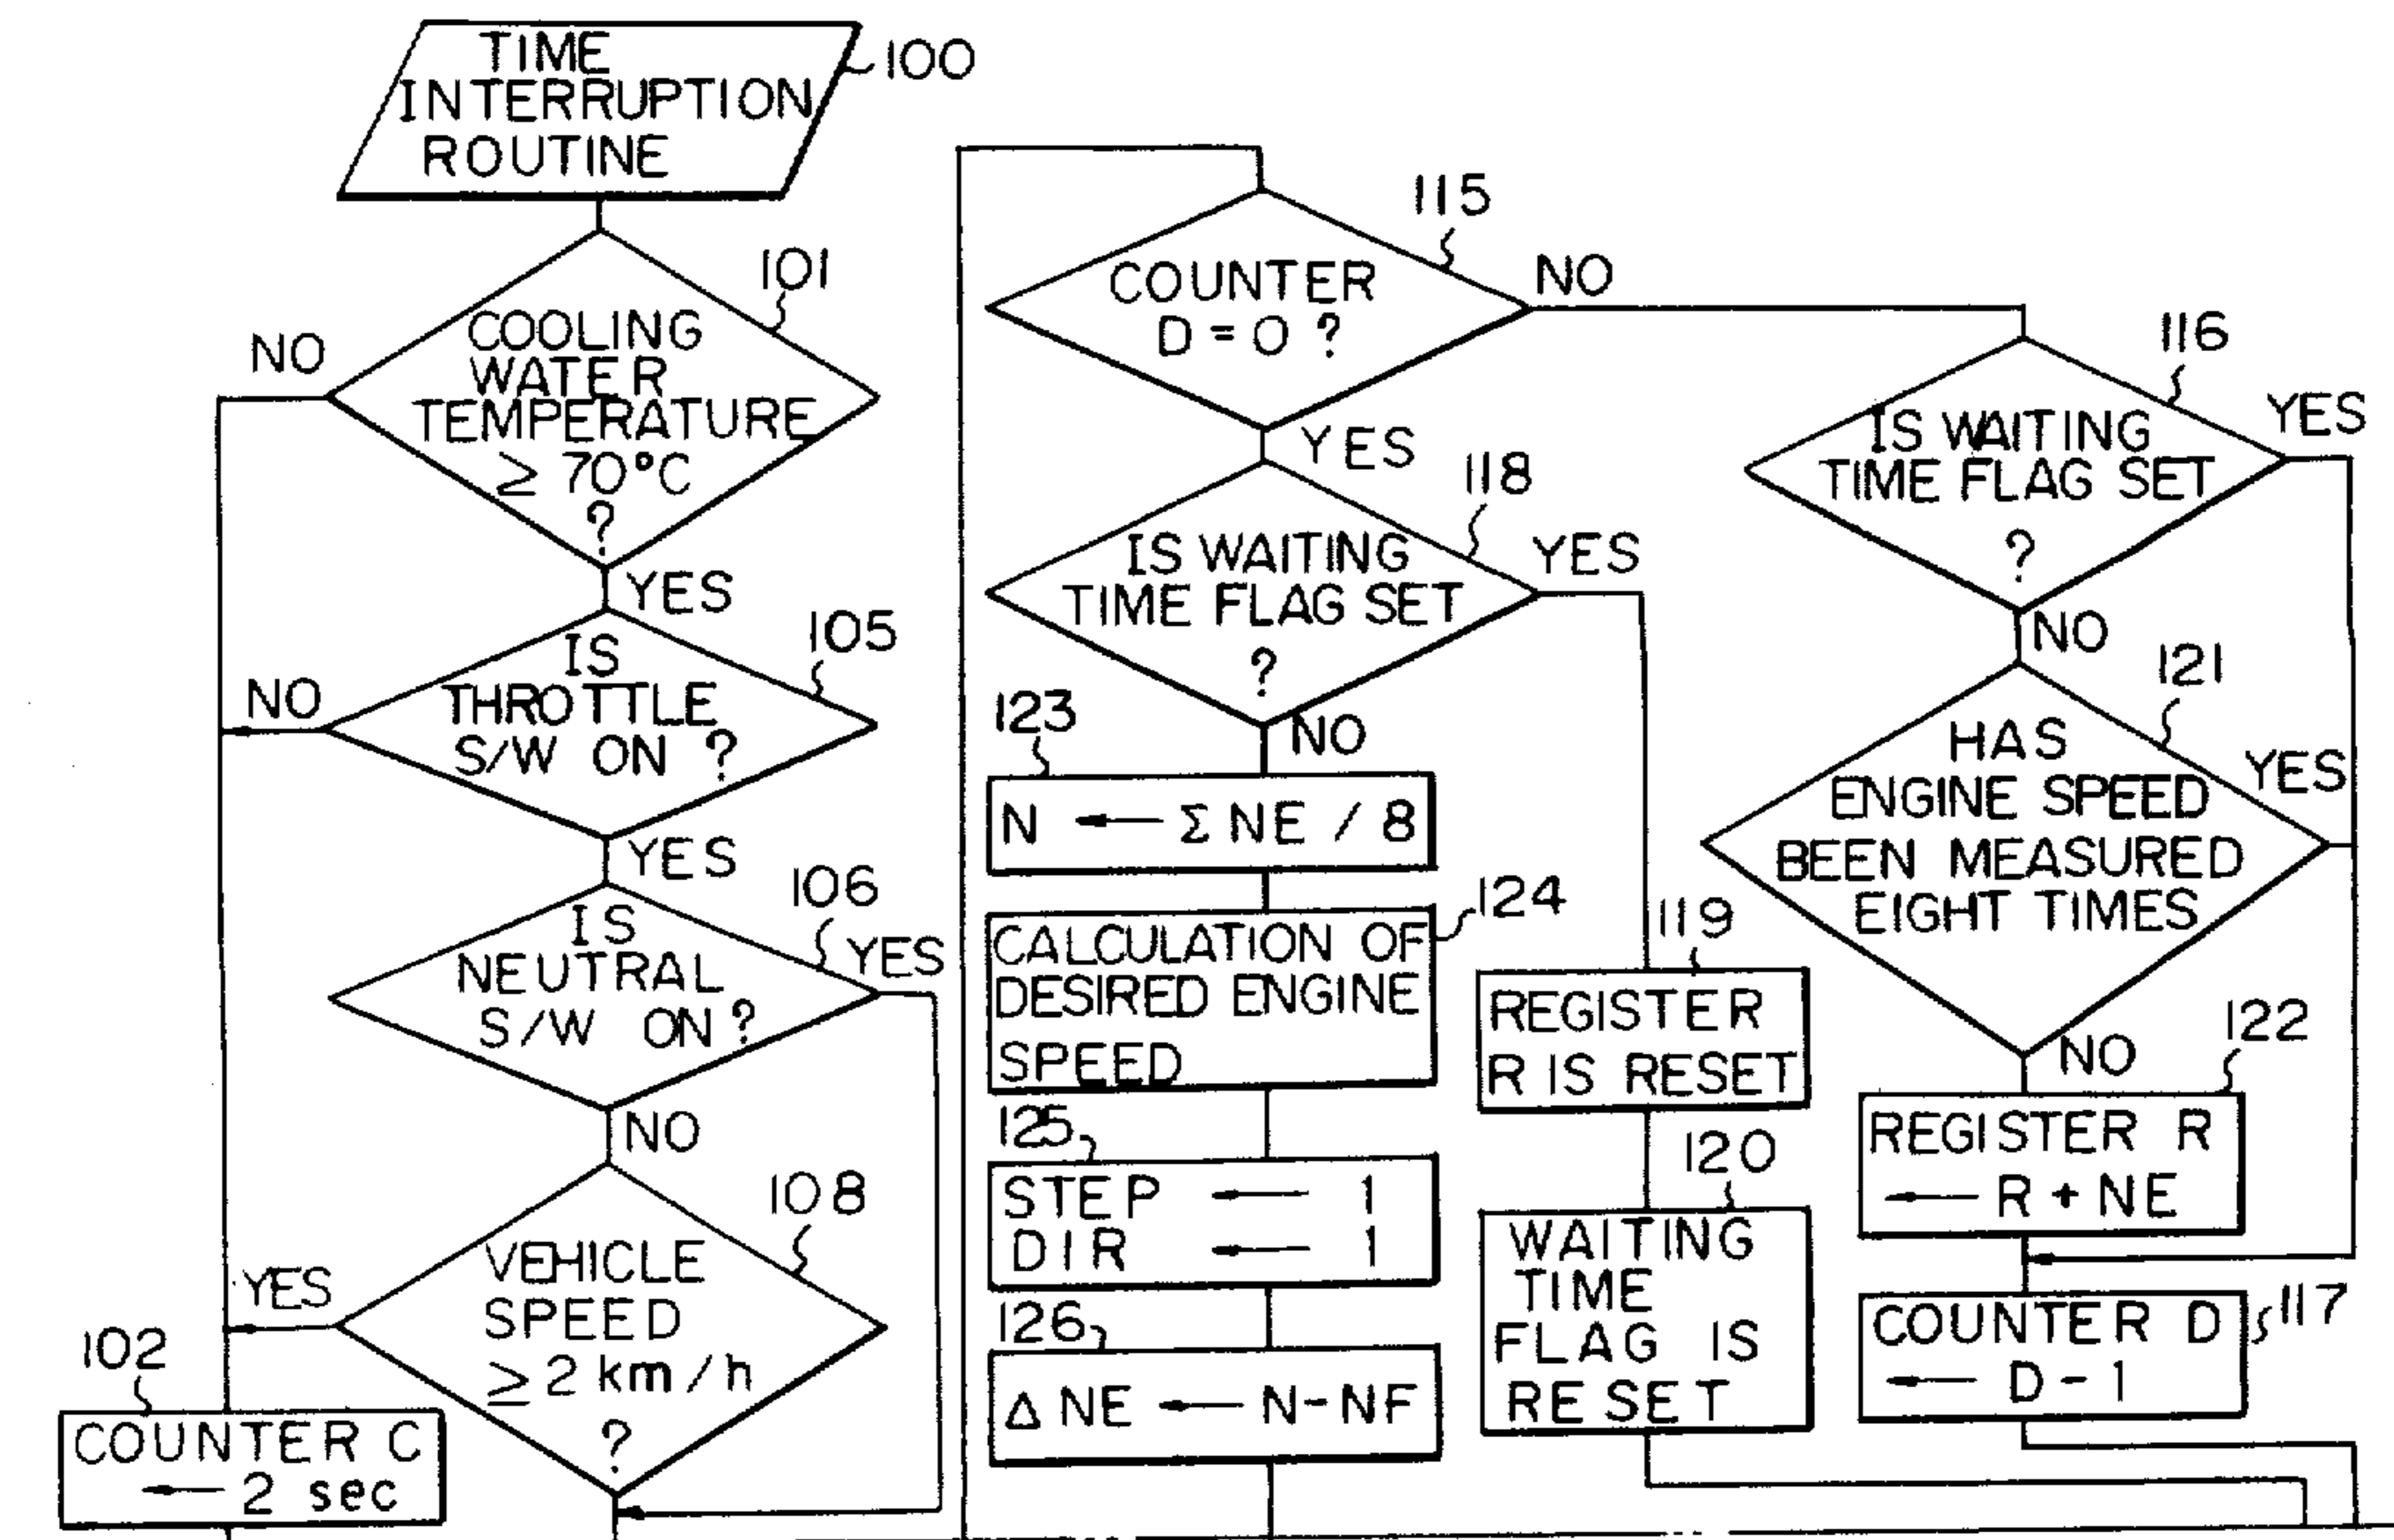 TIME
INTERRUPTION
ROUTINE
100
101
COOLING
WATER
TEMPERATURE
≥ 70°C
?
NO
YES
105
IS
THROTTLE
S/W ON ?
NO
YES
106
IS
NEUTRAL
S/W ON ?
YES
NO
108
VEHICLE
SPEED
≥ 2 km/h
?
YES
102
COUNTER C
← 2 sec
115
COUNTER
D = 0 ?
NO
YES
118
IS WAITING
TIME FLAG SET
?
YES
NO
123
N ← Σ NE / 8
124
CALCULATION OF
DESIRED ENGINE
SPEED
125
STEP ← 1
DIR ← 1
126
Δ NE ← N-NF
119
REGISTER
R IS RESET
120
WAITING
TIME
FLAG IS
RESET
116
IS WAITING
TIME FLAG SET
?
YES
NO
121
HAS
ENGINE SPEED
BEEN MEASURED
EIGHT TIMES
YES
NO
122
REGISTER R
← R + NE
117
COUNTER D
← D - 1